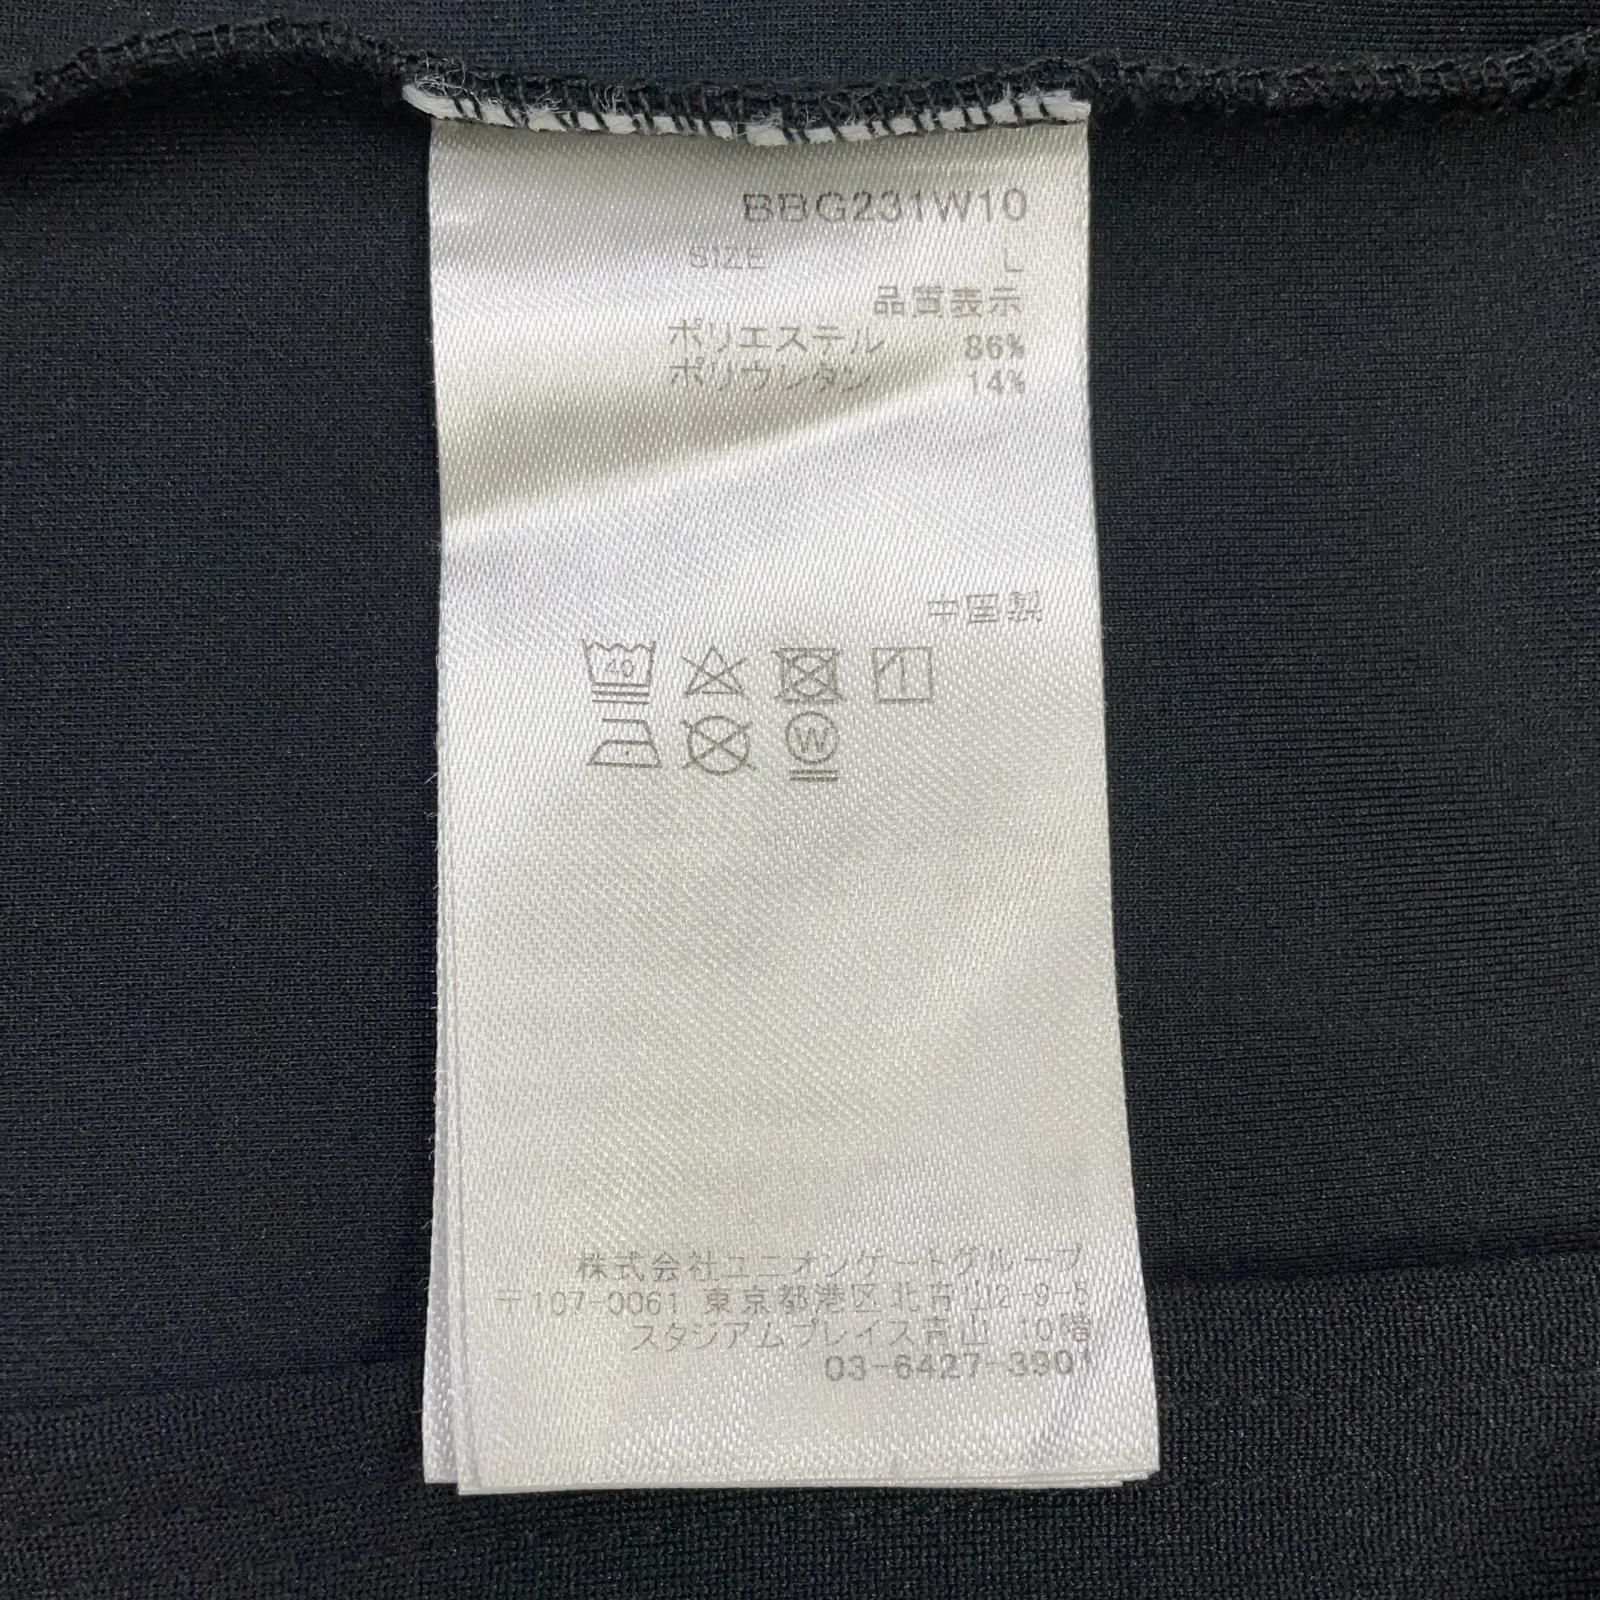 BBG231W10
SIZE L
品質表示
ポリエステル 86%
ポリウレタン 14%
中国製
40
W
株式会社ユニオンゲートグループ
〒107-0061 東京都港区北青山2-9-5
スタジアムプレイス青山 10階
03-6427-3901